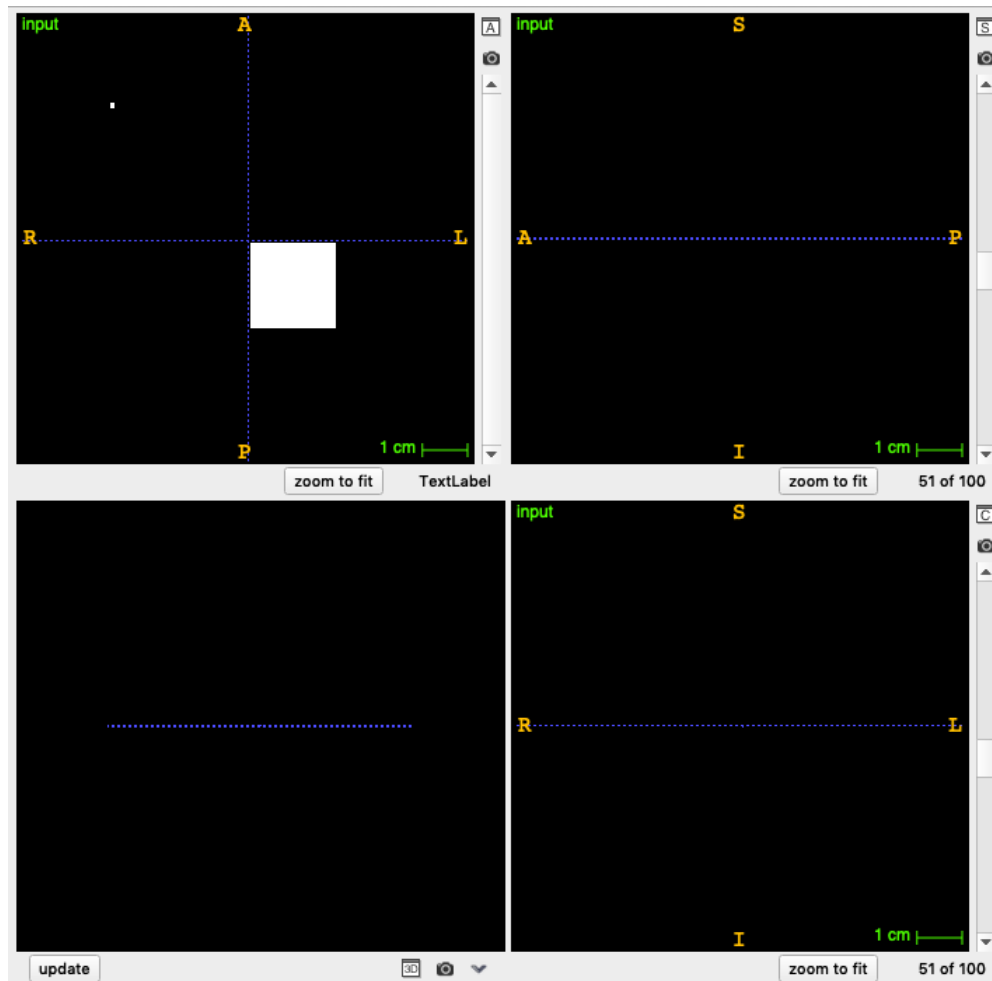 input
A
A
R
L
P
1 cm
zoom to fit
TextLabel
input
S
S
A
P
I
1 cm
zoom to fit
51 of 100
update
3D
input
S
C
R
L
I
1 cm
zoom to fit
51 of 100